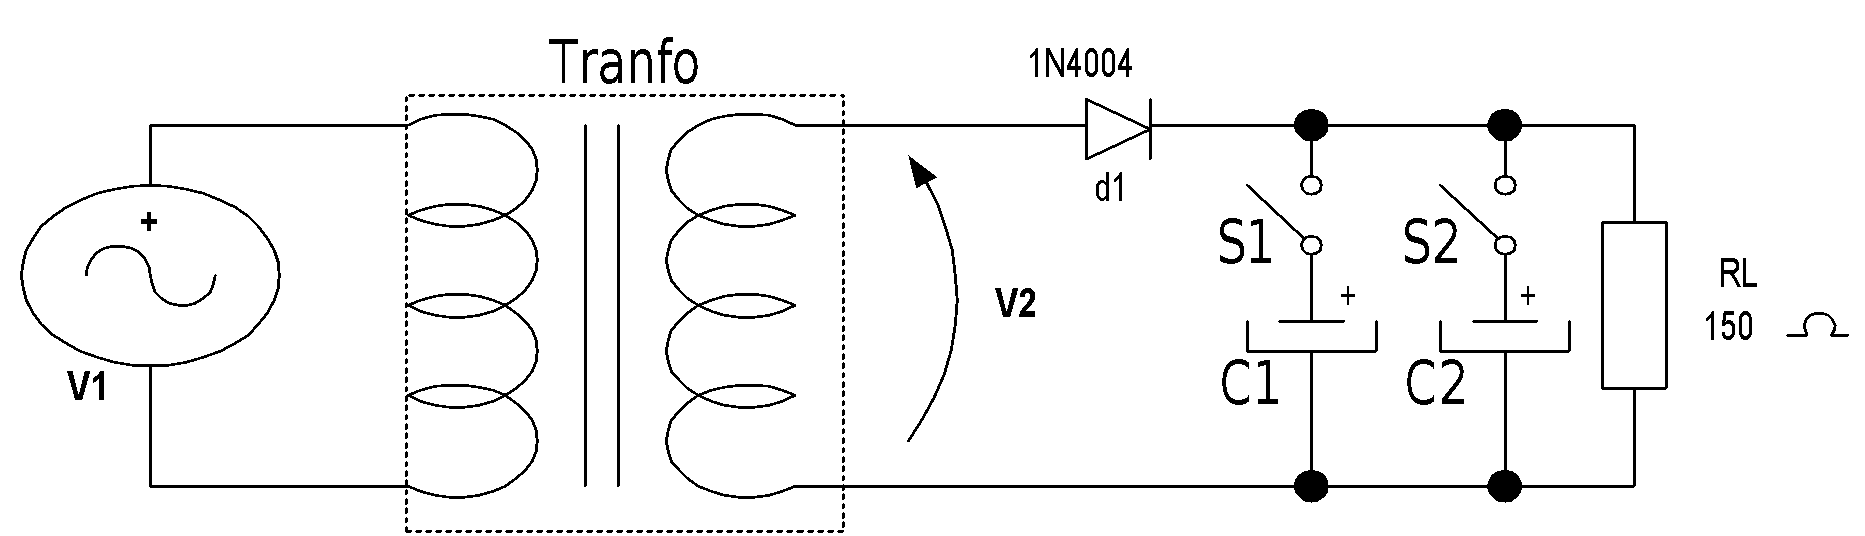 Tranfo
1N4004
d1
+
V1
V2
S1
S2
+
+
C1
C2
RL
150 Ω